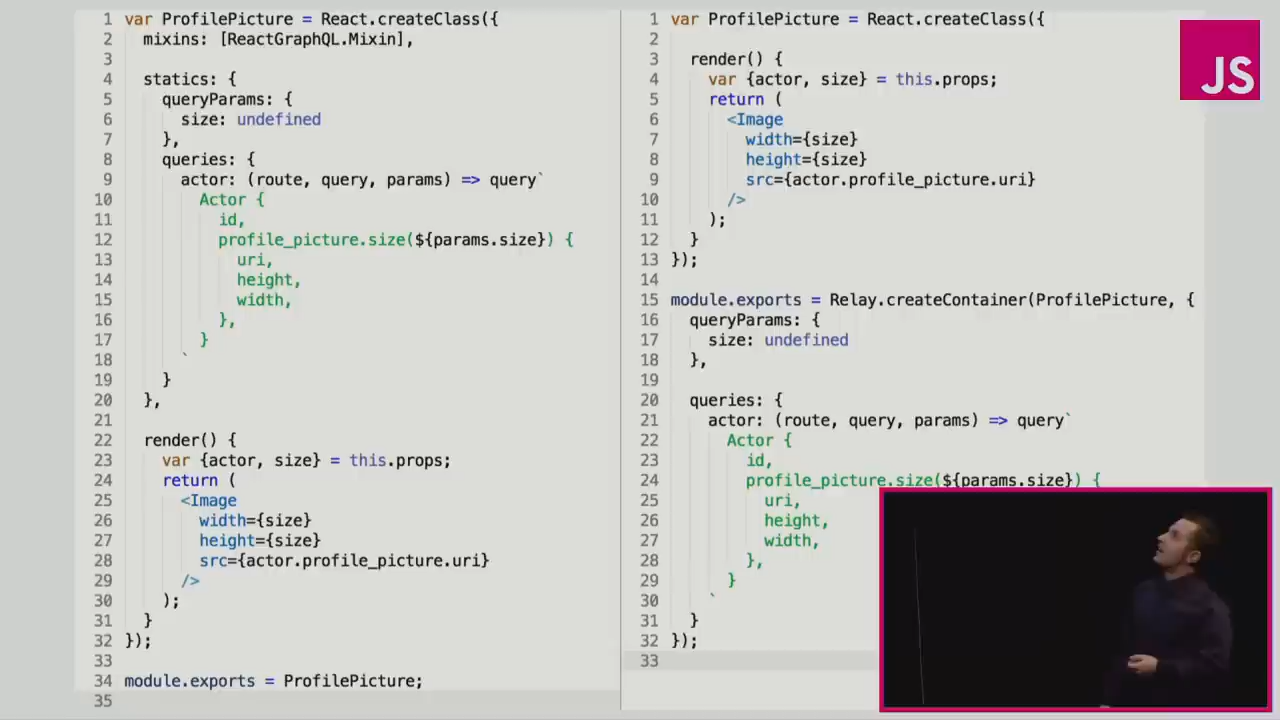 1 var ProfilePicture = React.createClass({
2   mixins: [ReactGraphQL.Mixin],
3
4   statics: {
5     queryParams: {
6       size: undefined
7     },
8     queries: {
9       actor: (route, query, params) => query`
10         Actor {
11           id,
12           profile_picture.size(${params.size}) {
13             uri,
14             height,
15             width,
16           },
17         }
18       `
19     }
20   },
21
22   render() {
23     var {actor, size} = this.props;
24     return (
25       <Image
26         width={size}
27         height={size}
28         src={actor.profile_picture.uri}
29       />
30     );
31   }
32 });
33
34 module.exports = ProfilePicture;
35
1 var ProfilePicture = React.createClass({
2
3   render() {
4     var {actor, size} = this.props;
5     return (
6       <Image
7         width={size}
8         height={size}
9         src={actor.profile_picture.uri}
10       />
11     );
12   }
13 });
14
15 module.exports = Relay.createContainer(ProfilePicture, {
16   queryParams: {
17     size: undefined
18   },
19
20   queries: {
21     actor: (route, query, params) => query`
22       Actor {
23         id,
24         profile_picture.size(${params.size}) {
25           uri,
26           height,
27           width,
28         },
29       }
30     `
31   }
32 });
33
JS